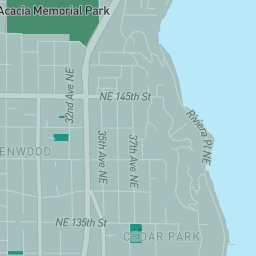 Acacia Memorial Park
32nd Ave NE
NE 145th St
Riviera Pl NE
35th Ave NE
37th Ave NE
ENWOOD
NE 135th St
CEDAR PARK